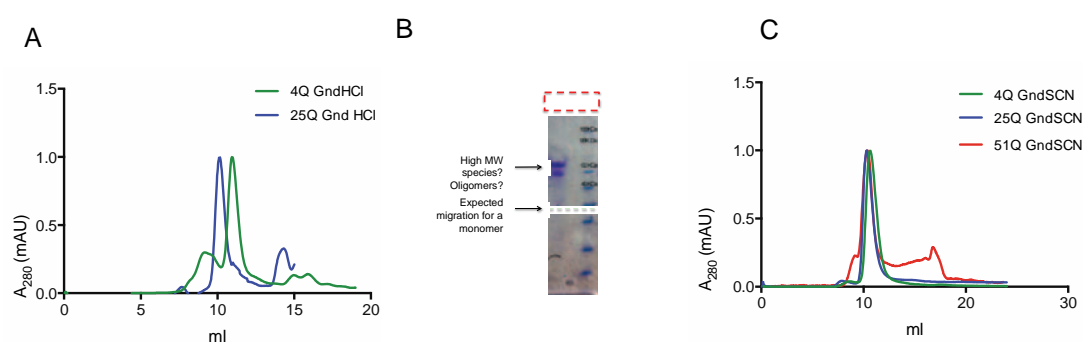 A
B
C
1.5
1.0
0.5
0.0
A280 (mAU)
0
5
10
15
20
ml
4Q GndHCl
25Q Gnd HCl
High MW
species?
Oligomers?
Expected
migration for a
monomer
1.5
1.0
0.5
0.0
A280 (mAU)
0
10
20
30
ml
4Q GndSCN
25Q GndSCN
51Q GndSCN